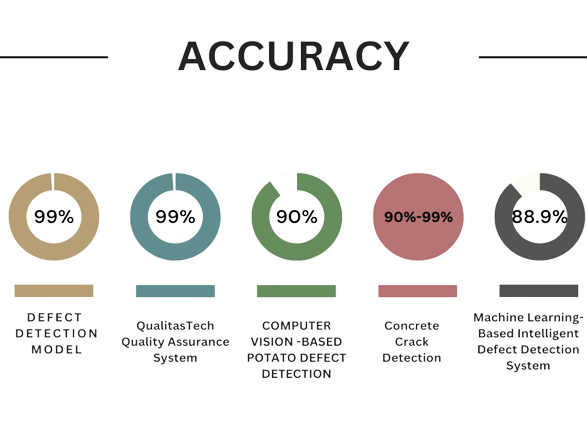 ACCURACY
99%
99%
90%
90%-99%
88.9%
DEFECT
DETECTION
MODEL
QualitasTech
Quality Assurance
System
COMPUTER
VISION -BASED
POTATO DEFECT
DETECTION
Concrete
Crack
Detection
Machine Learning-
Based Intelligent
Defect Detection
System